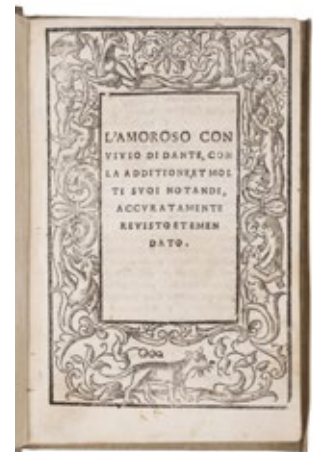 L'AMOROSO CON
VIVIO DI DANTE, CON
LA ADDITIONE, ET MOL
TI SVOI NOTANDI,
ACCVRATAMENTE
REVISTO ET EMEN
DATO.